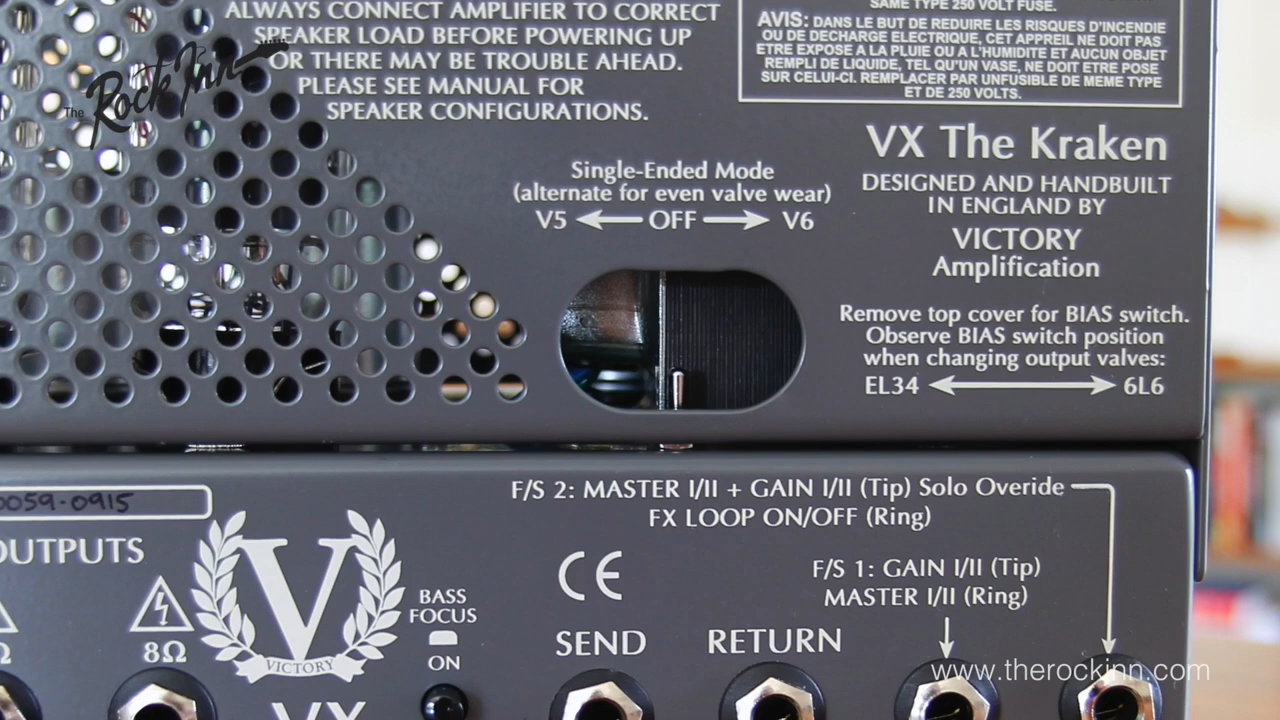 ALWAYS CONNECT AMPLIFIER TO CORRECT
SPEAKER LOAD BEFORE POWERING UP
OR THERE MAY BE TROUBLE AHEAD.
PLEASE SEE MANUAL FOR
SPEAKER CONFIGURATIONS.
The Rock Inn
SAME TYPE 250 VOLT FUSE.
AVIS: DANS LE BUT DE REDUIRE LES RISQUES D'INCENDIE
OU DE DECHARGE ELECTRIQUE, CET APPREIL NE DOIT PAS
ETRE EXPOSE A LA PLUIE OU A L'HUMIDITE ET AUCUN OBJET
REMPLI DE LIQUIDE, TEL QU'UN VASE, NE DOIT ETRE POSE
SUR CELUI-CI. REMPLACER PAR UNFUSIBLE DE MEME TYPE
ET DE 250 VOLTS.
Single-Ended Mode
(alternate for even valve wear)
V5 OFF V6
VX The Kraken
DESIGNED AND HANDBUILT
IN ENGLAND BY
VICTORY
Amplification
Remove top cover for BIAS switch.
Observe BIAS switch position
when changing output valves:
EL34 6L6
0059-0915
OUTPUTS
8Ω
V
VICTORY
VX
BASS
FOCUS
ON
F/S 2: MASTER I/II + GAIN I/II (Tip) Solo Overide
FX LOOP ON/OFF (Ring)
CE
F/S 1: GAIN I/II (Tip)
MASTER I/II (Ring)
SEND
RETURN
www.therockinn.com